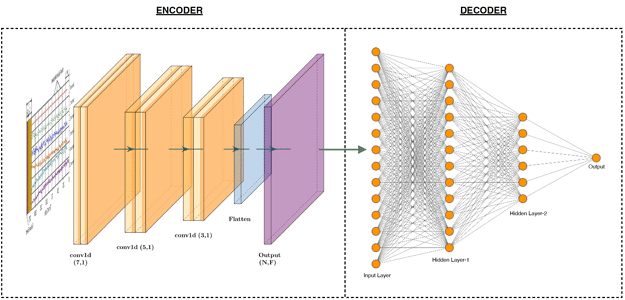 ENCODER
DECODER
conv1d
(7,1)
conv1d (5,1)
conv1d (3,1)
Flatten
Output
(N,F)
Input Layer
Hidden Layer-1
Hidden Layer-2
Output